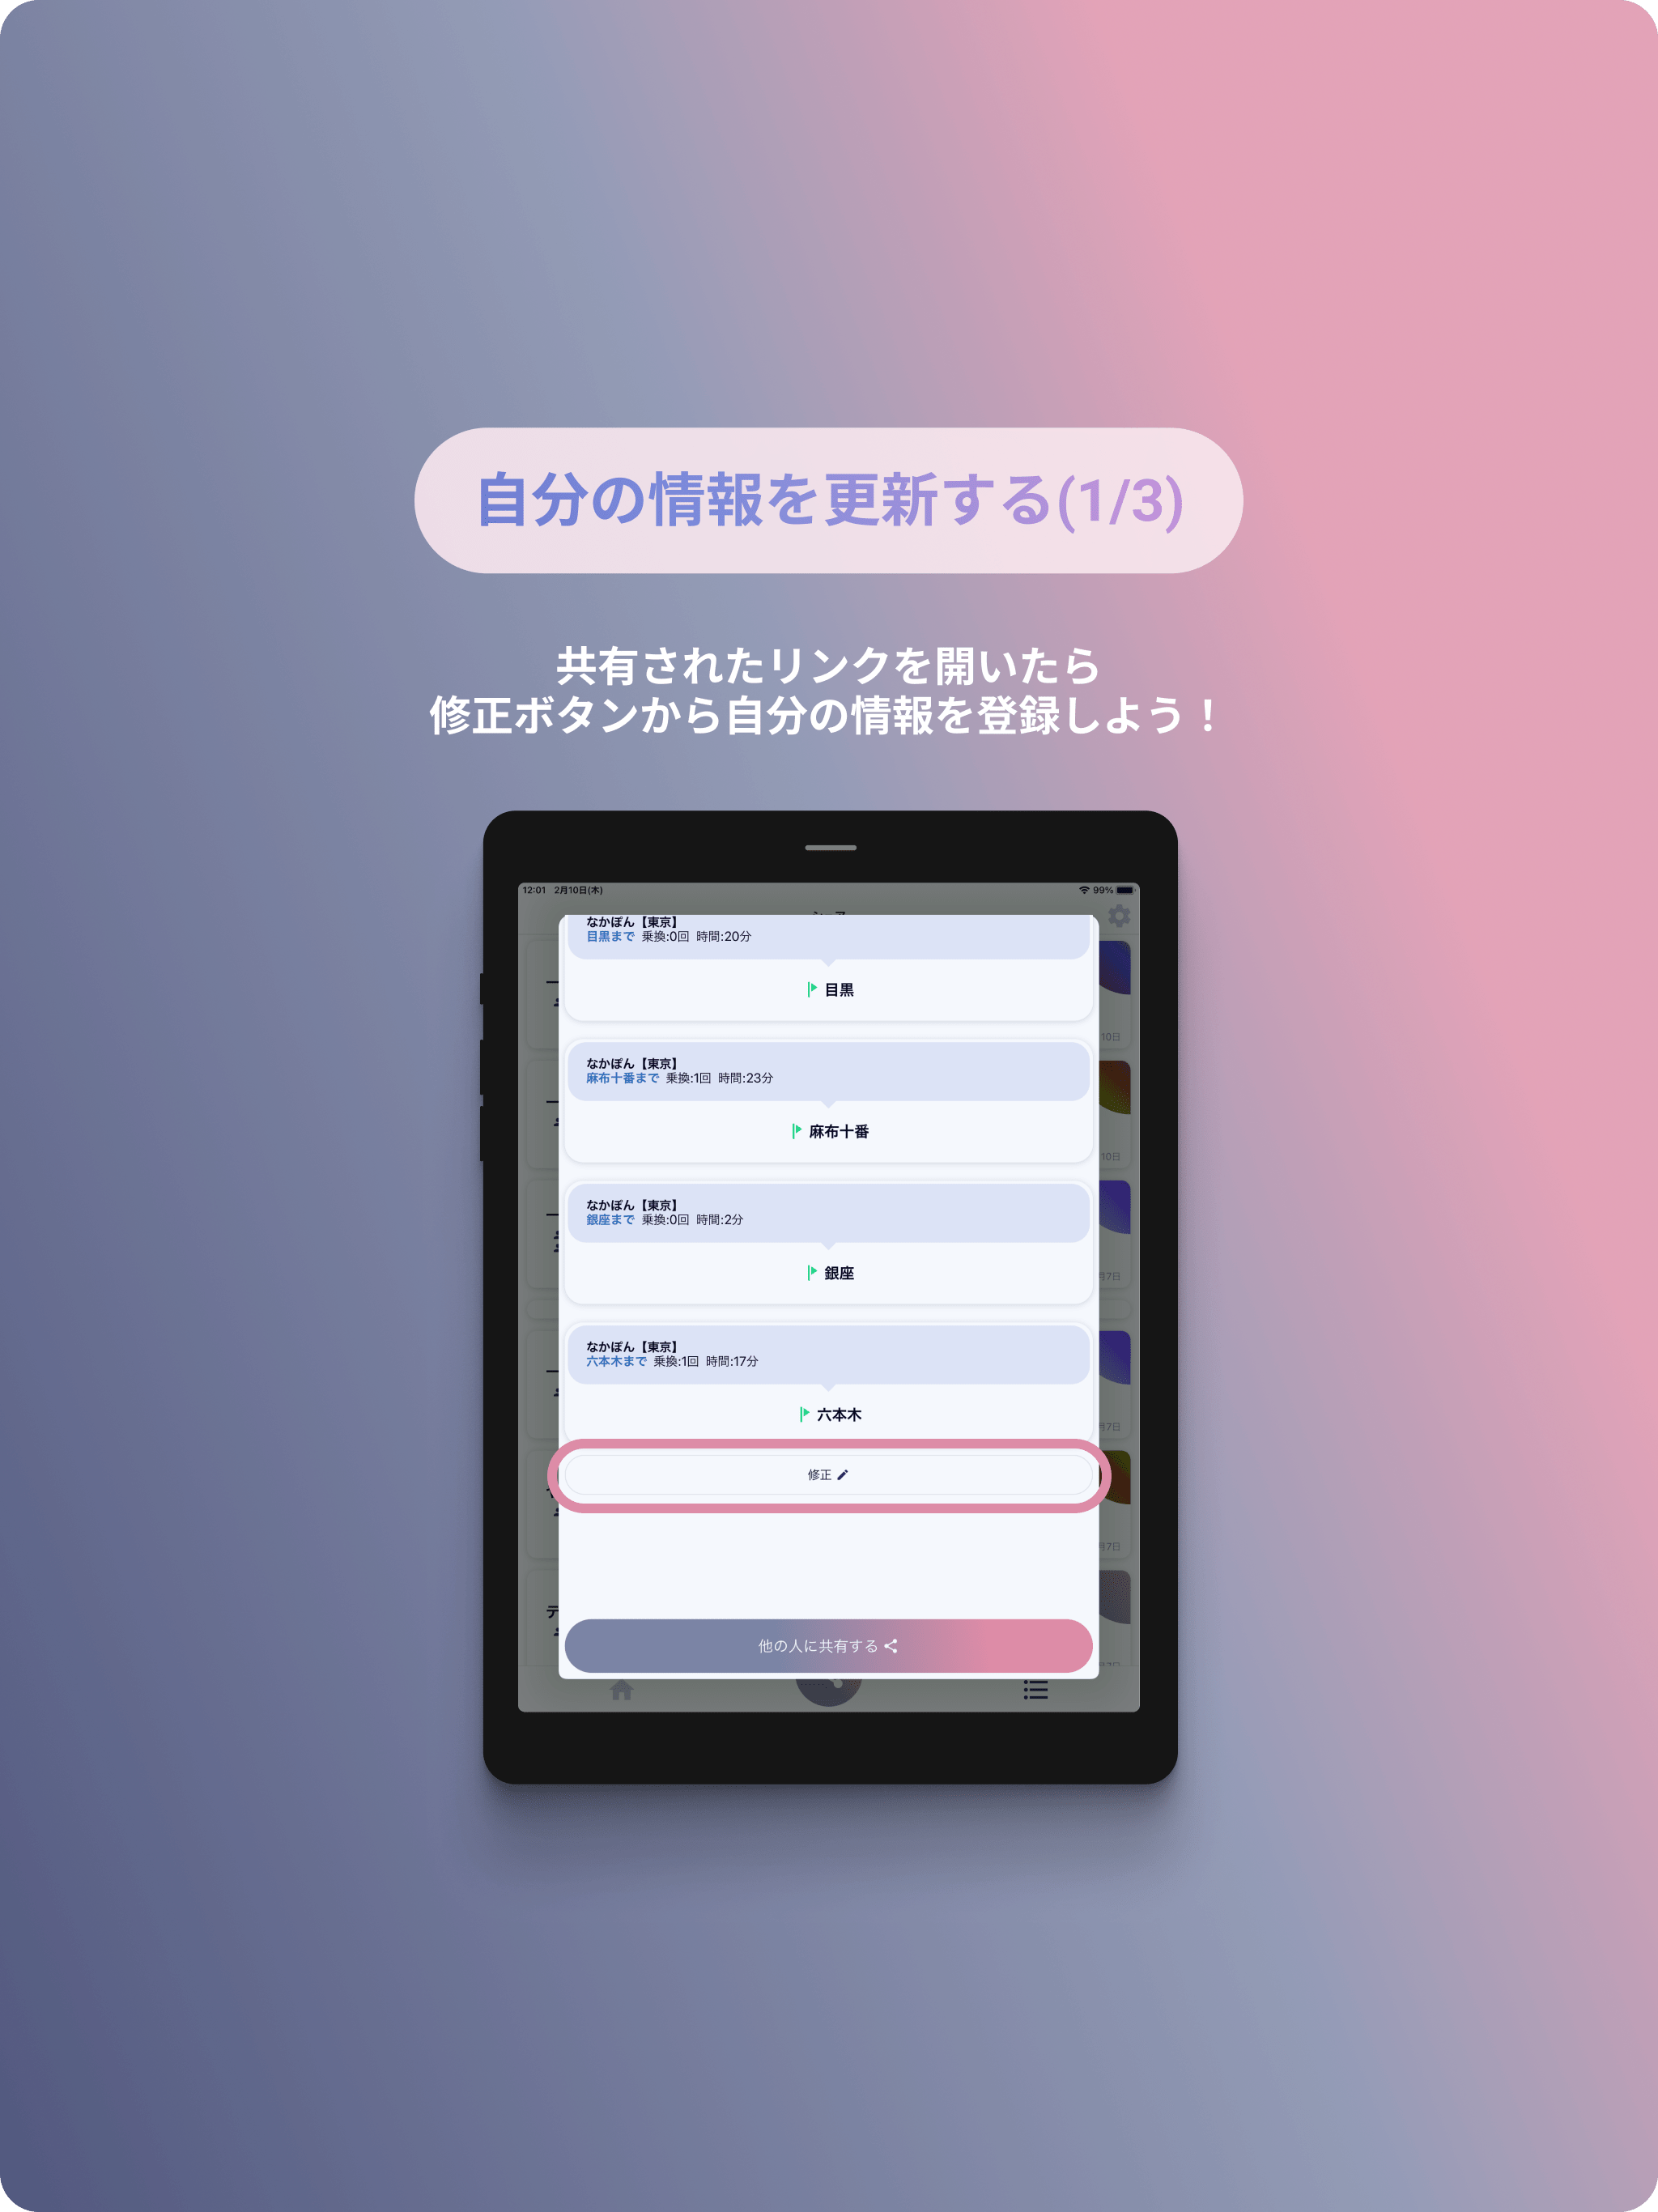 自分の情報を更新する(1/3)
共有されたリンクを開いたら
修正ボタンから自分の情報を登録しよう！
12:01 2月10日(木)
99%
なかぽん【東京】
目黒まで 乗換:0回 時間:20分
目黒
10日
なかぽん【東京】
麻布十番まで 乗換:1回 時間:23分
麻布十番
10日
なかぽん【東京】
銀座まで 乗換:0回 時間:2分
銀座
月7日
なかぽん【東京】
六本木まで 乗換:1回 時間:17分
六本木
月7日
修正
月7日
テ
他の人に共有する